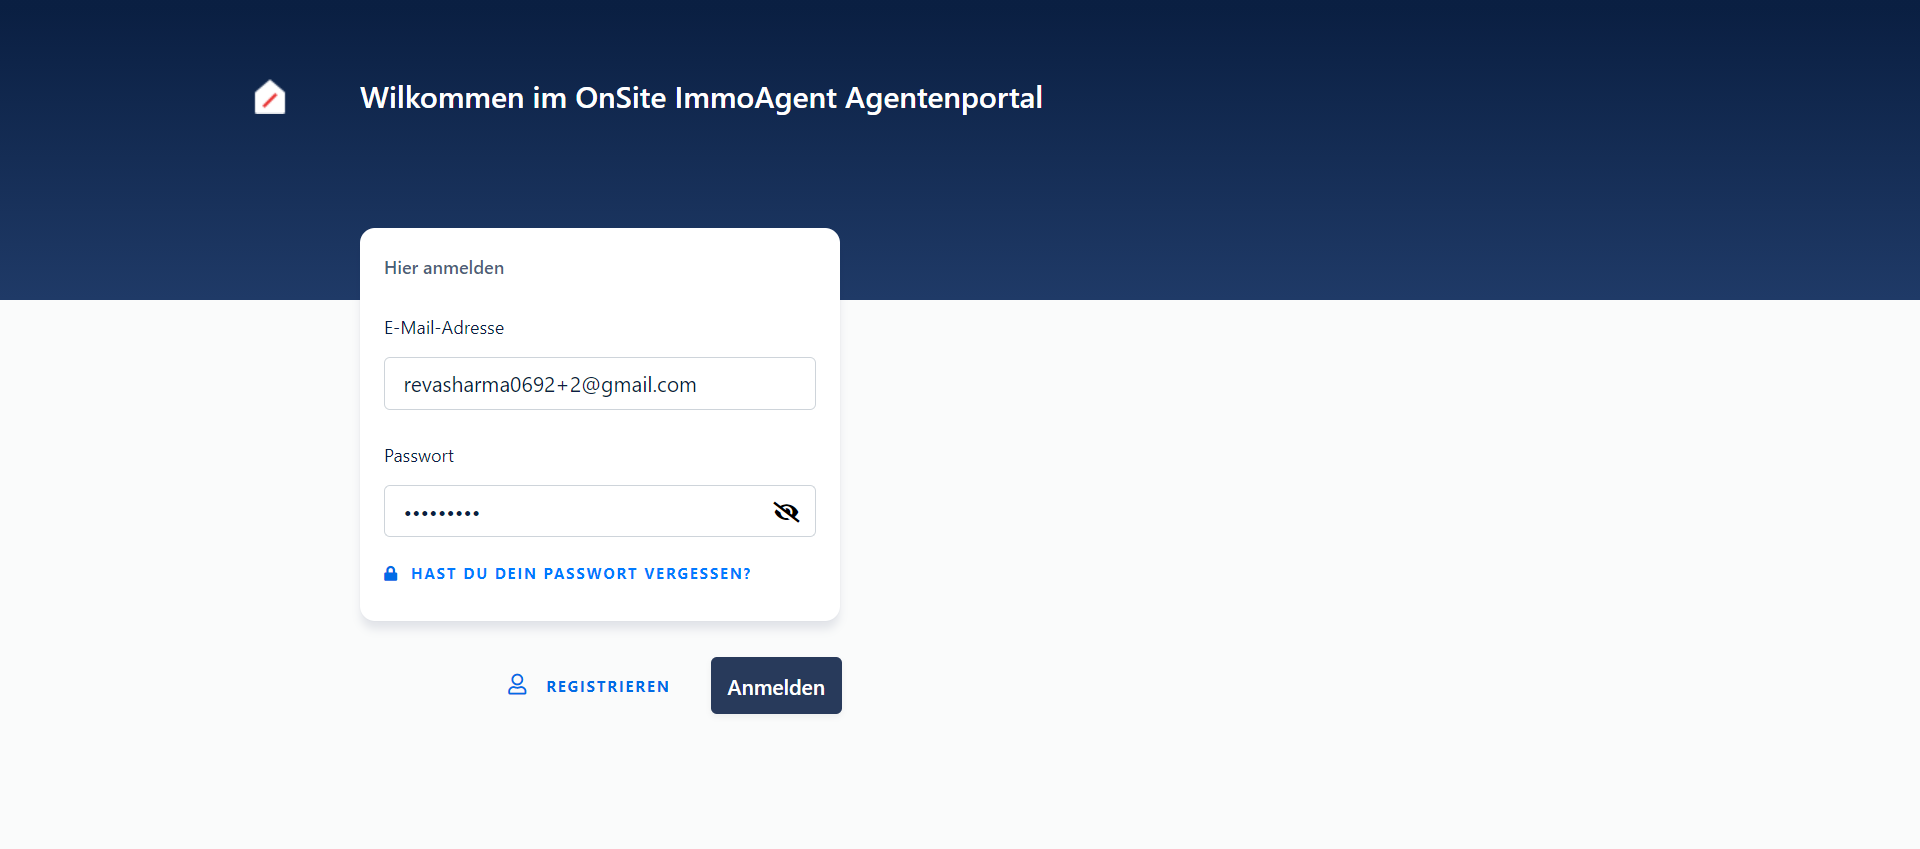 Wilkommen im OnSite ImmoAgent Agentenportal
Hier anmelden
E-Mail-Adresse
revasharma0692+2@gmail.com
Passwort
•••••••••
HAST DU DEIN PASSWORT VERGESSEN?
REGISTRIEREN
Anmelden